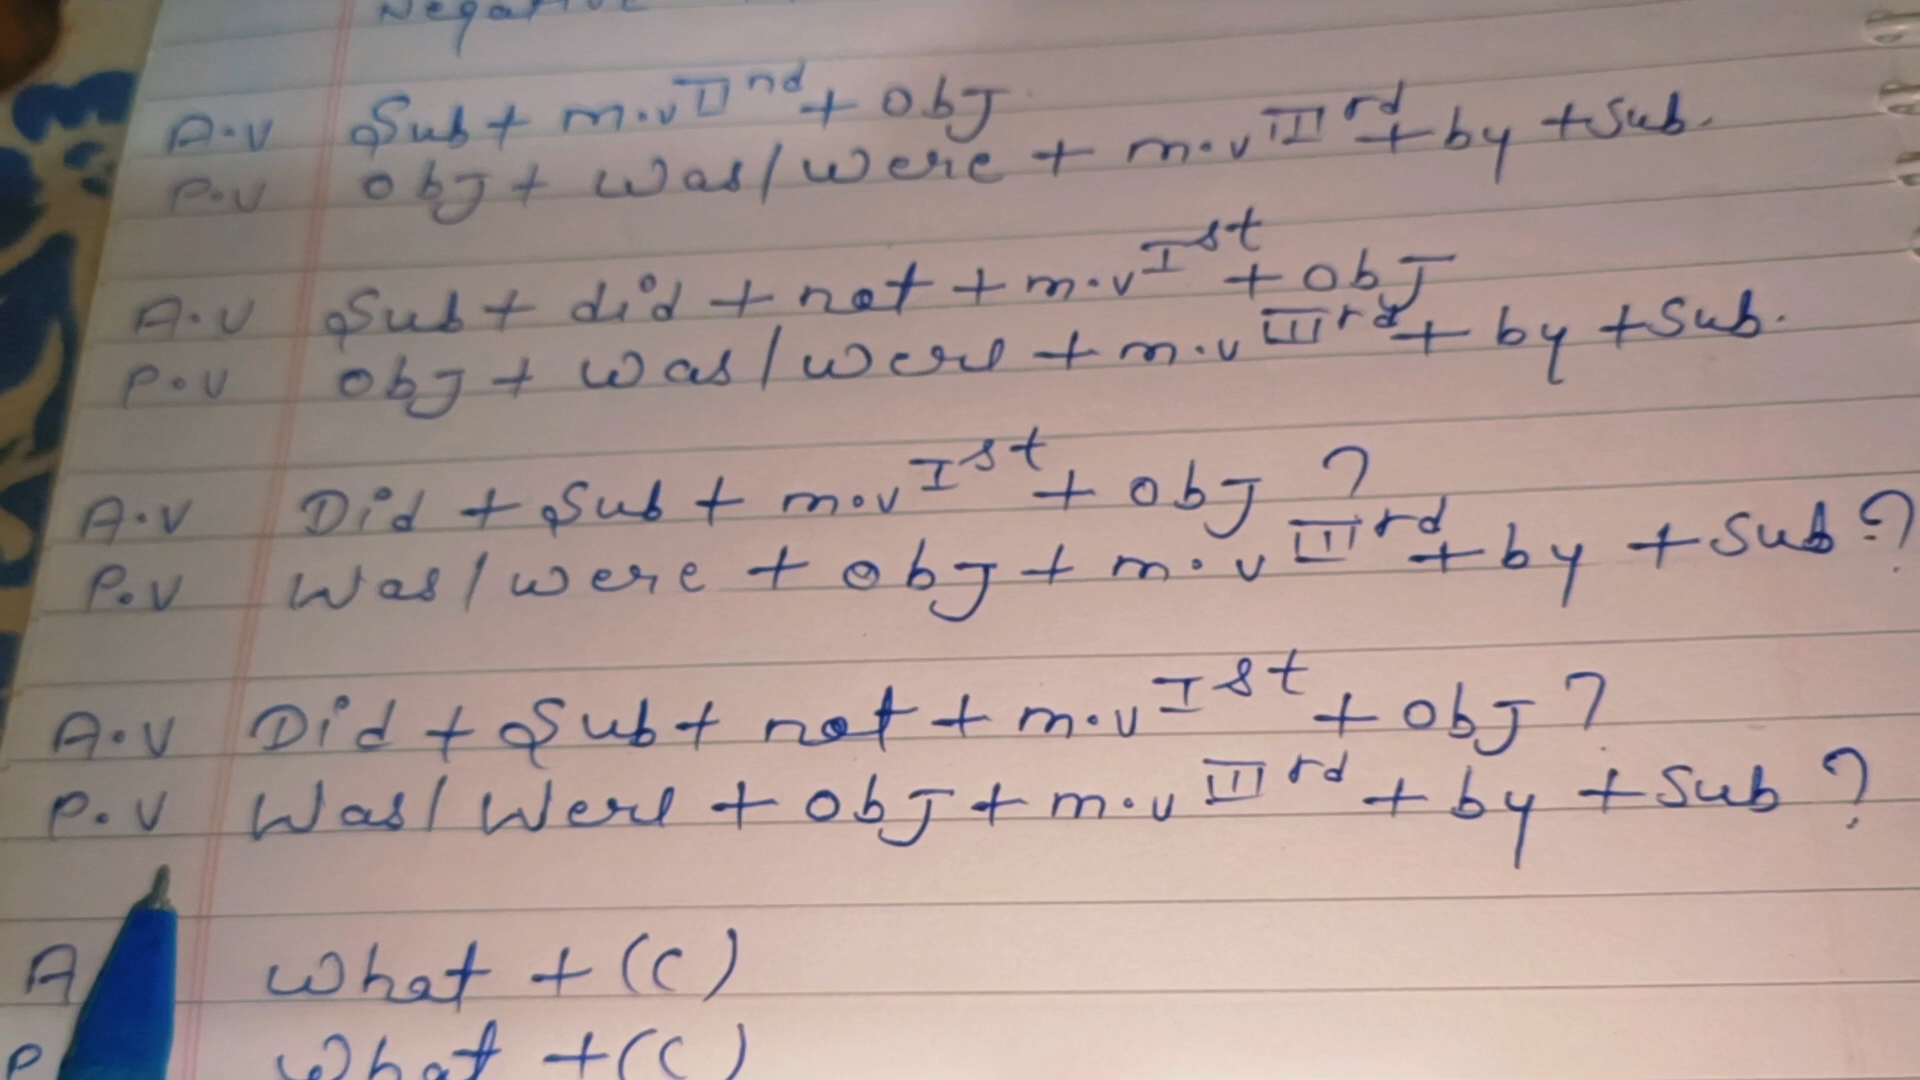 Negative
A.V Sub + m.v IInd + obj
P.V obj + was/were + m.v IIIrd + by + sub.
A.V Sub + did + not + m.v Ist + obj
P.V obj + was/were + m.v IIIrd + by + sub.
A.V Did + Sub + m.v Ist + obj ?
P.V Was/were + obj + m.v IIIrd + by + sub ?
A.V Did + Sub + not + m.v Ist + obj ?
P.V Was/Were + obj + m.v IIIrd + by + sub ?
A What + (C)
P What + (C)